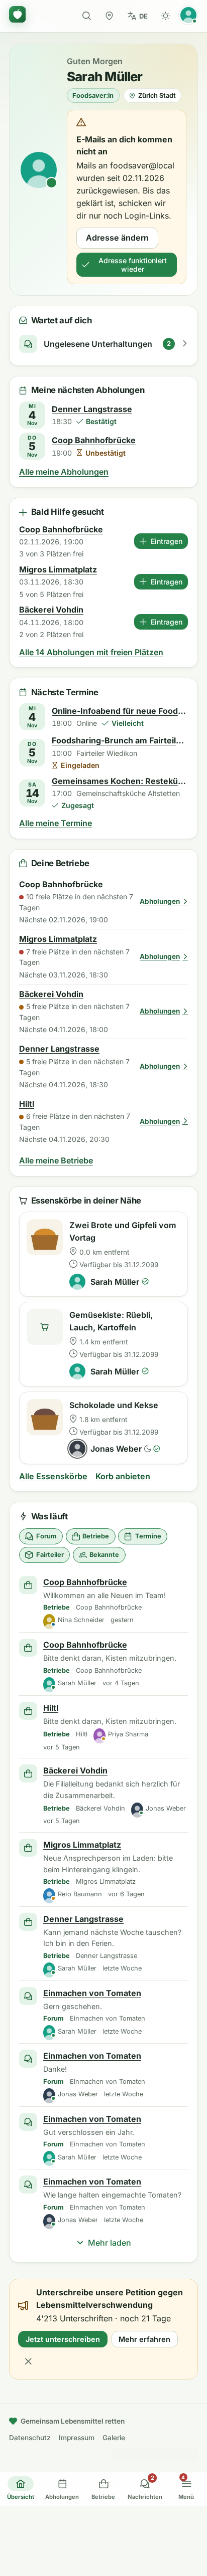 DE
Guten Morgen
Sarah Müller
Foodsaver:in
Zürich Stadt
E-Mails an dich kommen
nicht an
Mails an foodsaver@local
wurden seit 02.11.2026
zurückgewiesen. Bis das
geklärt ist, schicken wir
dir nur noch Login-Links.
Adresse ändern
Adresse funktioniert
wieder
Wartet auf dich
Ungelesene Unterhaltungen
2
Meine nächsten Abholungen
MI
4
Nov
Denner Langstrasse
18:30 Bestätigt
DO
5
Nov
Coop Bahnhofbrücke
19:00 Unbestätigt
Alle meine Abholungen
Bald Hilfe gesucht
Coop Bahnhofbrücke
02.11.2026, 19:00
3 von 3 Plätzen frei
Eintragen
Migros Limmatplatz
03.11.2026, 18:30
5 von 5 Plätzen frei
Eintragen
Bäckerei Vohdin
04.11.2026, 18:00
2 von 2 Plätzen frei
Eintragen
Alle 14 Abholungen mit freien Plätzen
Nächste Termine
MI
4
Nov
Online-Infoabend für neue Food…
18:00 Online Vielleicht
DO
5
Nov
Foodsharing-Brunch am Fairteil…
10:00 Fairteiler Wiedikon
Eingeladen
SA
14
Nov
Gemeinsames Kochen: Restekü…
17:00 Gemeinschaftsküche Altstetten
Zugesagt
Alle meine Termine
Deine Betriebe
Coop Bahnhofbrücke
10 freie Plätze in den nächsten 7
Tagen
Nächste 02.11.2026, 19:00
Abholungen
Migros Limmatplatz
7 freie Plätze in den nächsten 7
Tagen
Nächste 03.11.2026, 18:30
Abholungen
Bäckerei Vohdin
5 freie Plätze in den nächsten 7
Tagen
Nächste 04.11.2026, 18:00
Abholungen
Denner Langstrasse
5 freie Plätze in den nächsten 7
Tagen
Nächste 04.11.2026, 18:30
Abholungen
Hiltl
6 freie Plätze in den nächsten 7
Tagen
Nächste 04.11.2026, 20:30
Abholungen
Alle meine Betriebe
Essenskörbe in deiner Nähe
Zwei Brote und Gipfeli vom
Vortag
0.0 km entfernt
Verfügbar bis 31.12.2099
Sarah Müller
Gemüsekiste: Rüebli,
Lauch, Kartoffeln
1.4 km entfernt
Verfügbar bis 31.12.2099
Sarah Müller
Schokolade und Kekse
1.8 km entfernt
Verfügbar bis 31.12.2099
Jonas Weber
Alle Essenskörbe Korb anbieten
Was läuft
Forum Betriebe Termine
Fairteiler Bekannte
Coop Bahnhofbrücke
Willkommen an alle Neuen im Team!
Betriebe Coop Bahnhofbrücke
Nina Schneider gestern
Coop Bahnhofbrücke
Bitte denkt daran, Kisten mitzubringen.
Betriebe Coop Bahnhofbrücke
Sarah Müller vor 4 Tagen
Hiltl
Bitte denkt daran, Kisten mitzubringen.
Betriebe Hiltl Priya Sharma
vor 5 Tagen
Bäckerei Vohdin
Die Filialleitung bedankt sich herzlich für
die Zusammenarbeit.
Betriebe Bäckerei Vohdin Jonas Weber
vor 5 Tagen
Migros Limmatplatz
Neue Ansprechperson im Laden: bitte
beim Hintereingang klingeln.
Betriebe Migros Limmatplatz
Reto Baumann vor 6 Tagen
Denner Langstrasse
Kann jemand nächste Woche tauschen?
Ich bin in den Ferien.
Betriebe Denner Langstrasse
Sarah Müller letzte Woche
Einmachen von Tomaten
Gern geschehen.
Forum Einmachen von Tomaten
Sarah Müller letzte Woche
Einmachen von Tomaten
Danke!
Forum Einmachen von Tomaten
Jonas Weber letzte Woche
Einmachen von Tomaten
Gut verschlossen ein Jahr.
Forum Einmachen von Tomaten
Sarah Müller letzte Woche
Einmachen von Tomaten
Wie lange halten eingemachte Tomaten?
Forum Einmachen von Tomaten
Jonas Weber letzte Woche
Mehr laden
Unterschreibe unsere Petition gegen
Lebensmittelverschwendung
4'213 Unterschriften · noch 21 Tage
Jetzt unterschreiben Mehr erfahren
Gemeinsam Lebensmittel retten
Datenschutz Impressum Galerie
2 4
Übersicht Abholungen Betriebe Nachrichten Menü